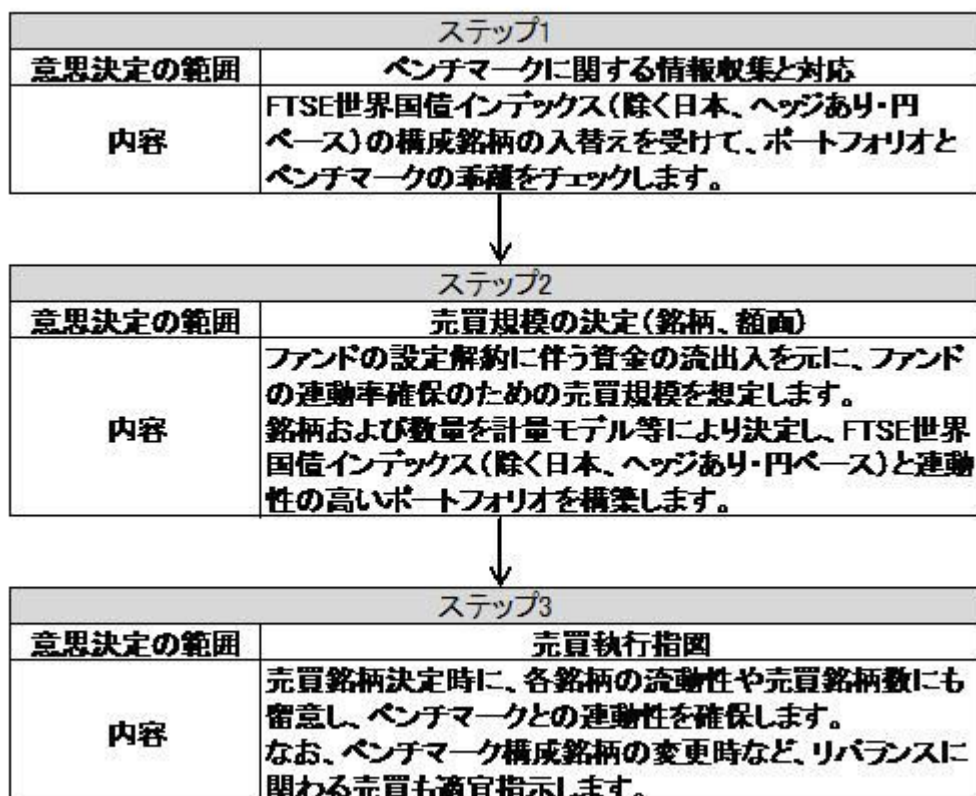 ステップ1
意思決定の範囲 ベンチマークに関する情報収集と対応
内容
FTSE世界国債インデックス(除く日本、ヘッジあり・円
ベース)の構成銘柄の入替えを受けて、ポートフォリオと
ベンチマークの乖離をチェックします。
ステップ2
意思決定の範囲 売買規模の決定(銘柄、額面)
内容
ファンドの設定解約に伴う資金の流出入を元に、ファンド
の連動率確保のための売買規模を想定します。
銘柄および数量を計量モデル等により決定し、FTSE世界
国債インデックス(除く日本、ヘッジあり・円ベース)と連動
性の高いポートフォリオを構築します。
ステップ3
意思決定の範囲 売買執行指図
内容
売買銘柄決定時に、各銘柄の流動性や売買銘柄数にも
留意し、ベンチマークとの連動性を確保します。
なお、ベンチマーク構成銘柄の変更時など、リバランスに
関わる売買も適宜指示します。